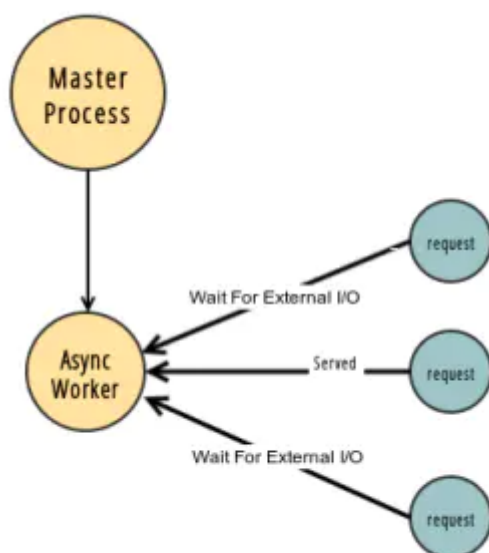 Master
Process
request
Wait For External I/O
Async
Worker
Served
request
Wait For External I/O
request